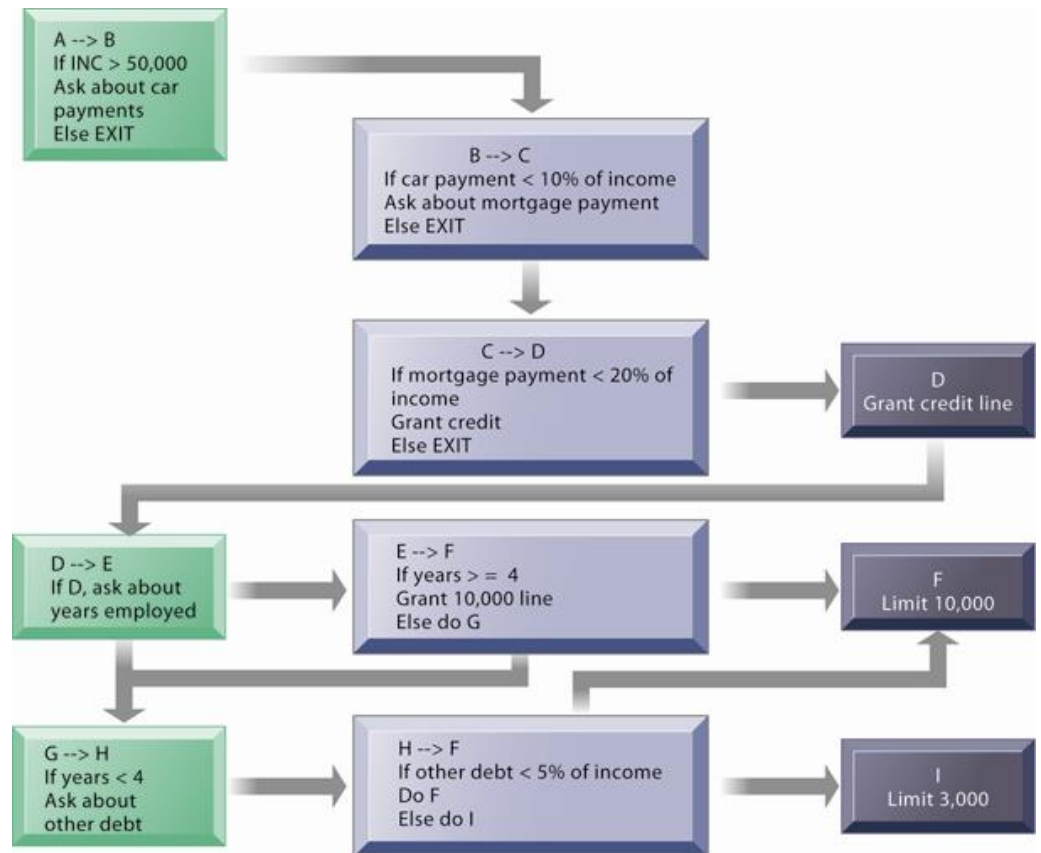 A --> B
If INC > 50,000
Ask about car
payments
Else EXIT
B --> C
If car payment < 10% of income
Ask about mortgage payment
Else EXIT
C --> D
If mortgage payment < 20% of
income
Grant credit
Else EXIT
D
Grant credit line
D --> E
If D, ask about
years employed
E --> F
If years > = 4
Grant 10,000 line
Else do G
F
Limit 10,000
G --> H
If years < 4
Ask about
other debt
H --> F
If other debt < 5% of income
Do F
Else do I
I
Limit 3,000